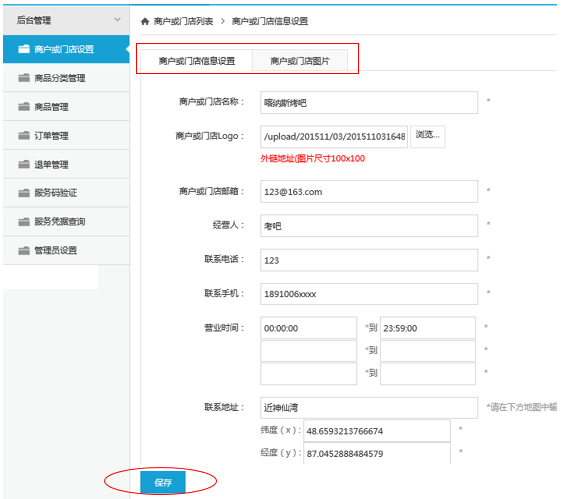 后台管理
商户或门店设置
商品分类管理
商品管理
订单管理
退单管理
服务码验证
服务凭据查询
管理员设置
商户或门店列表 > 商户或门店信息设置
商户或门店信息设置 商户或门店图片
商户或门店名称： 喀纳斯烤吧 *
商户或门店Logo： /upload/201511/03/201511031648 浏览...
外链地址(图片尺寸100x100
商户或门店邮箱： 123@163.com *
经营人： 考吧 *
联系电话： 123 *
联系手机： 1891006xxxx *
营业时间： 00:00:00 *到 23:59:00 *
*到 *
*到 *
联系地址： 近神仙湾 *请在下方地图中输
纬度（x）： 48.6593213766674 *
经度（y）： 87.0452888484579 *
保存